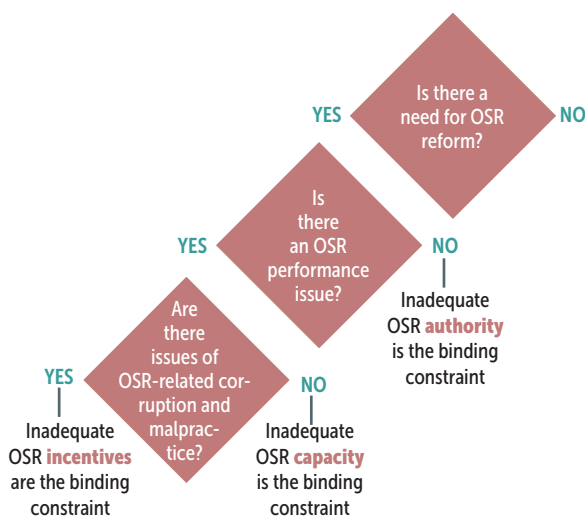 Is there a
need for OSR
reform?
YES
NO
Is
there
an OSR
performance
issue?
YES
NO
Inadequate
OSR authority
is the binding
constraint
Are
there
issues of
OSR-related cor-
ruption and
malprac-
tice?
YES
NO
Inadequate
OSR incentives
are the binding
constraint
Inadequate
OSR capacity
is the binding
constraint